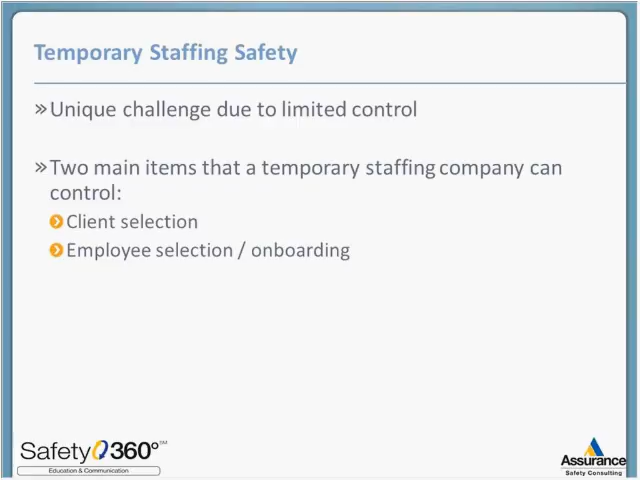 Temporary Staffing Safety
» Unique challenge due to limited control
» Two main items that a temporary staffing company can
control:
Client selection
Employee selection / onboarding
Safety 360° SM
Education & Communication
Assurance
Safety Consulting